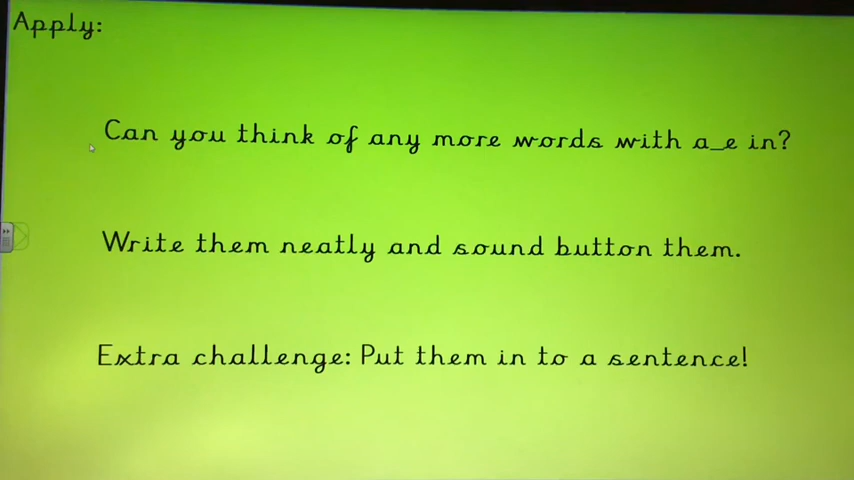 Apply:
Can you think of any more words with a_e in?
Write them neatly and sound button them.
Extra challenge: Put them in to a sentence!